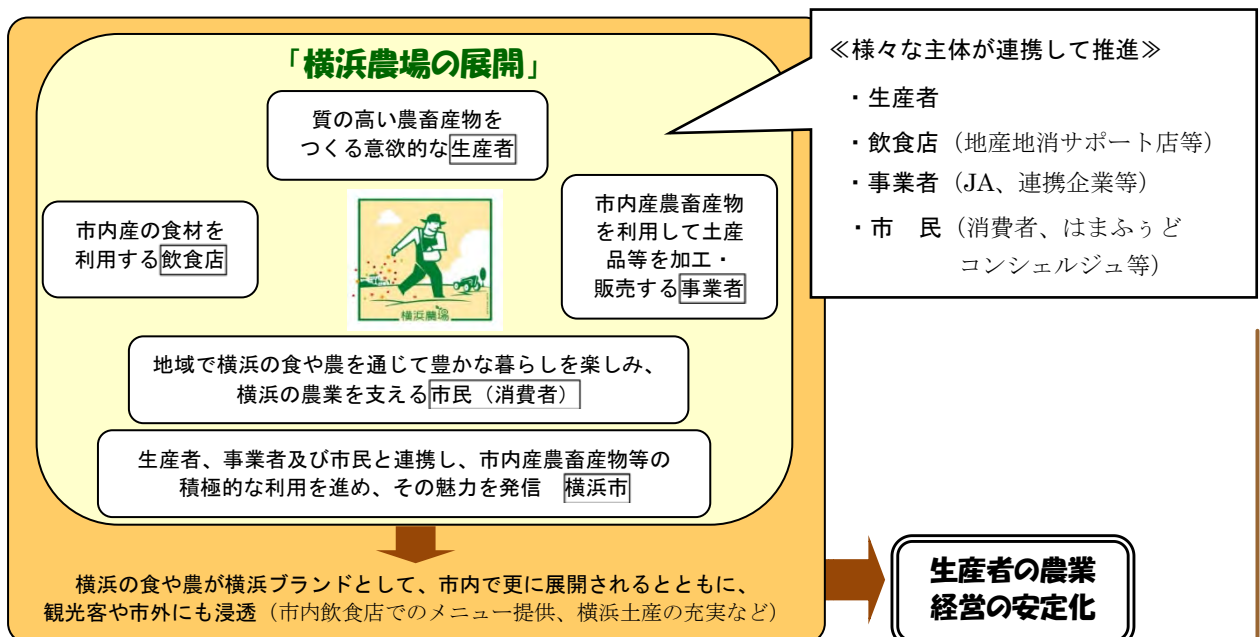 「横浜農場の展開」
質の高い農畜産物を
つくる意欲的な生産者
市内産の食材を
利用する飲食店
横浜農場
市内産農畜産物
を利用して土産
品等を加工・
販売する事業者
地域で横浜の食や農を通じて豊かな暮らしを楽しみ、
横浜の農業を支える市民（消費者）
生産者、事業者及び市民と連携し、市内産農畜産物等の
積極的な利用を進め、その魅力を発信　横浜市
横浜の食や農が横浜ブランドとして、市内で更に展開されるとともに、
観光客や市外にも浸透（市内飲食店でのメニュー提供、横浜土産の充実など）
≪様々な主体が連携して推進≫
・生産者
・飲食店（地産地消サポート店等）
・事業者（JA、連携企業等）
・市　民（消費者、はまふぅど
コンシェルジュ等）
生産者の農業
経営の安定化